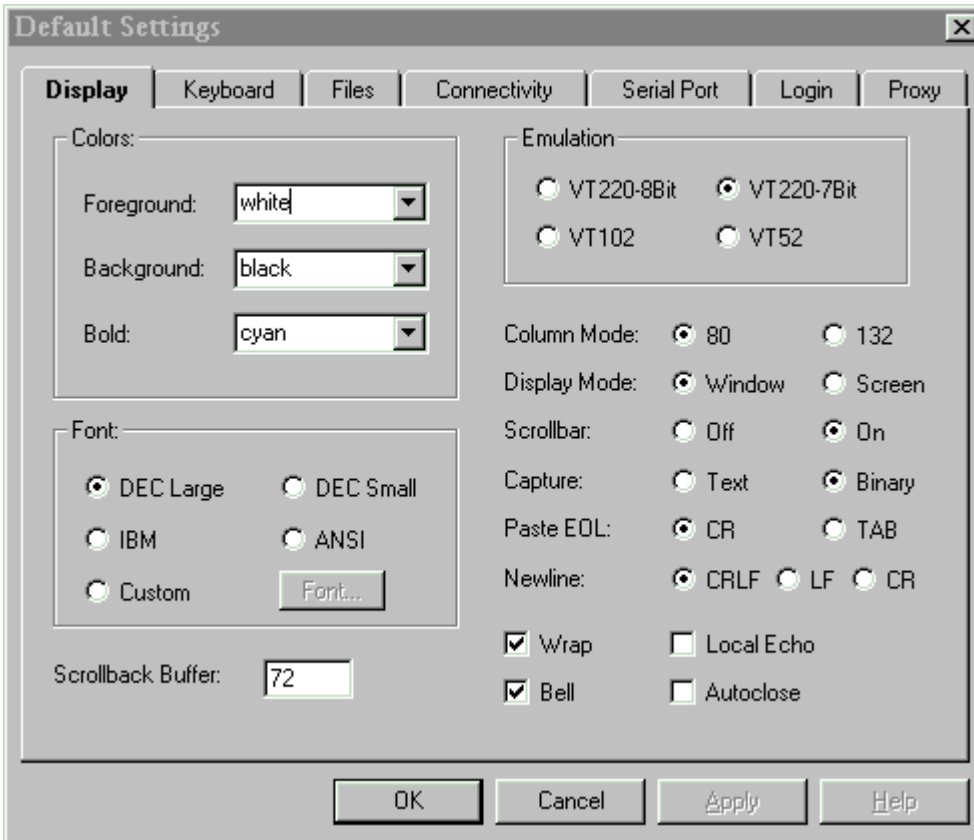 Default Settings
Display Keyboard Files Connectivity Serial Port Login Proxy
Colors:
Foreground: white
Background: black
Bold: cyan
Font:
DEC Large DEC Small
IBM ANSI
Custom Font...
Scrollback Buffer: 72
Emulation
VT220-8Bit VT220-7Bit
VT102 VT52
Column Mode: 80 132
Display Mode: Window Screen
Scrollbar: Off On
Capture: Text Binary
Paste EOL: CR TAB
Newline: CRLF LF CR
Wrap Local Echo
Bell Autoclose
OK Cancel Apply Help